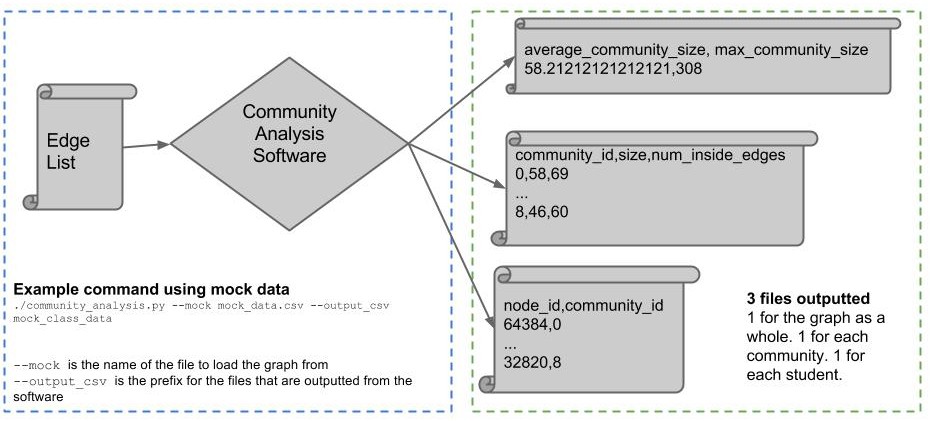 Edge
List
Community
Analysis
Software
Example command using mock data
./community_analysis.py --mock mock_data.csv --output_csv
mock_class_data
--mock is the name of the file to load the graph from
--output_csv is the prefix for the files that are outputted from the
software
average_community_size, max_community_size
58.21212121212121,308
community_id,size,num_inside_edges
0,58,69
...
8,46,60
node_id,community_id
64384,0
...
32820,8
3 files outputted
1 for the graph as a
whole. 1 for each
community. 1 for
each student.